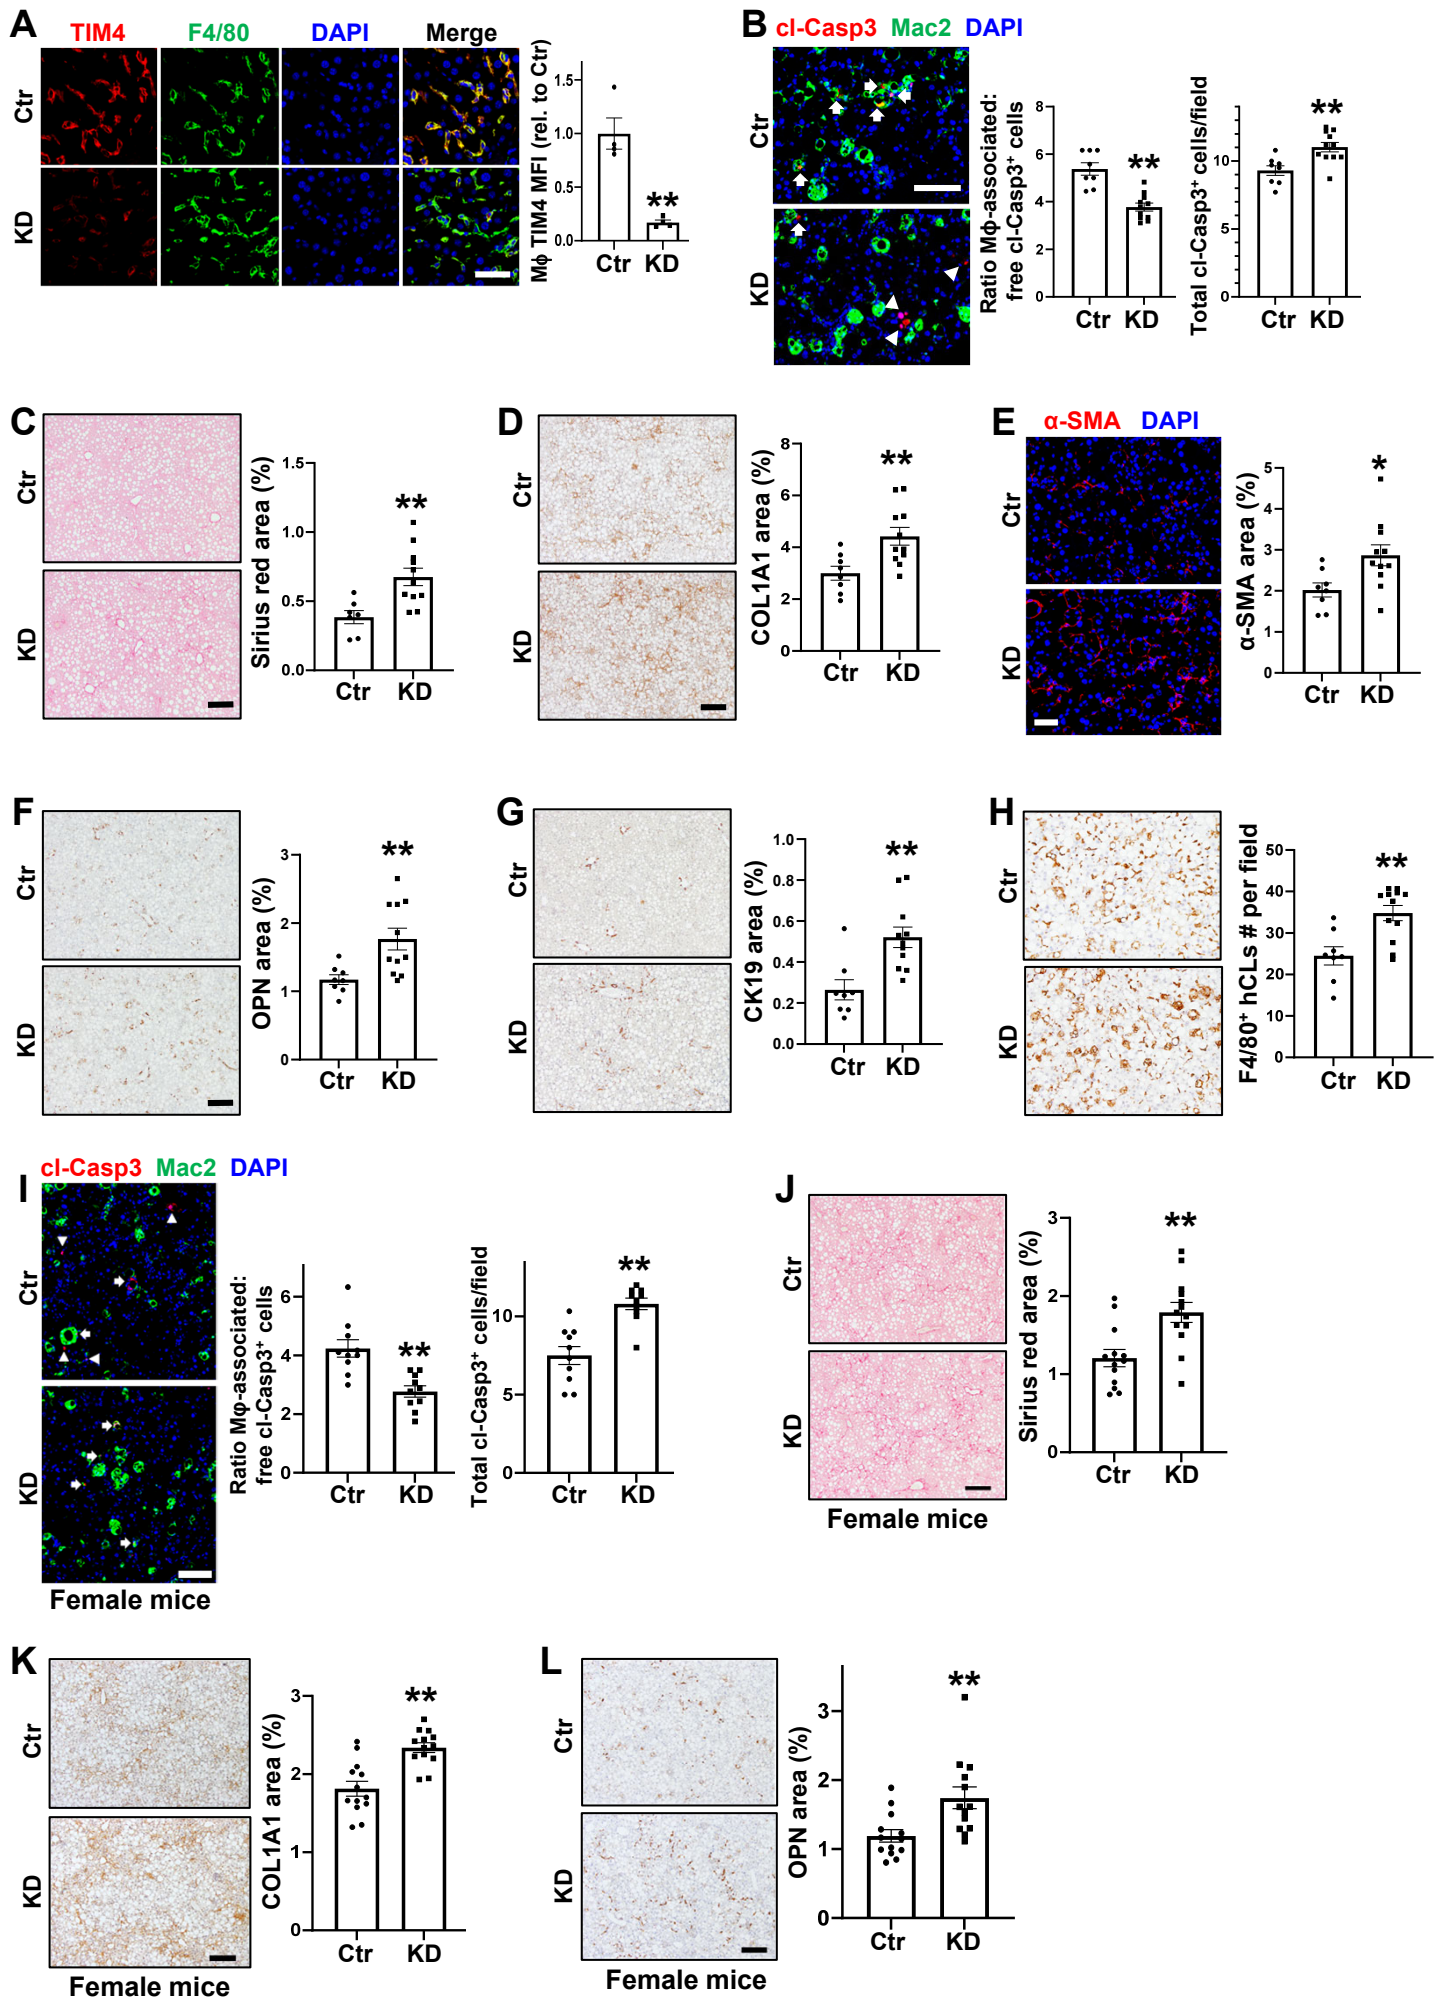 A
TIM4 F4/80 DAPI Merge
Ctr
KD
Mϕ TIM4 MFI (rel. to Ctr)
1.5
1.0
0.5
0.0
**
Ctr KD
B
cl-Casp3 Mac2 DAPI
Ctr
KD
Ratio Mϕ-associated:
free cl-Casp3⁺ cells
8
6
4
2
0
**
Ctr KD
Total cl-Casp3⁺ cells/field
10
5
0
**
Ctr KD
C
Ctr
KD
Sirius red area (%)
1.5
1.0
0.5
0.0
**
Ctr KD
D
Ctr
KD
COL1A1 area (%)
8
6
4
2
0
**
Ctr KD
E
α-SMA DAPI
Ctr
KD
α-SMA area (%)
5
4
3
2
1
0
*
Ctr KD
F
Ctr
KD
OPN area (%)
3
2
1
0
**
Ctr KD
G
Ctr
KD
CK19 area (%)
1.0
0.8
0.6
0.4
0.2
0.0
**
Ctr KD
H
Ctr
KD
F4/80⁺ hCLs # per field
50
40
30
20
10
0
**
Ctr KD
I
cl-Casp3 Mac2 DAPI
Ctr
KD
Female mice
Ratio Mφ-associated:
free cl-Casp3⁺ cells
6
4
2
0
**
Ctr KD
Total cl-Casp3⁺ cells/field
10
5
0
**
Ctr KD
J
Ctr
KD
Female mice
Sirius red area (%)
3
2
1
0
**
Ctr KD
K
Ctr
KD
Female mice
COL1A1 area (%)
3
2
1
0
**
Ctr KD
L
Ctr
KD
Female mice
OPN area (%)
3
2
1
0
**
Ctr KD